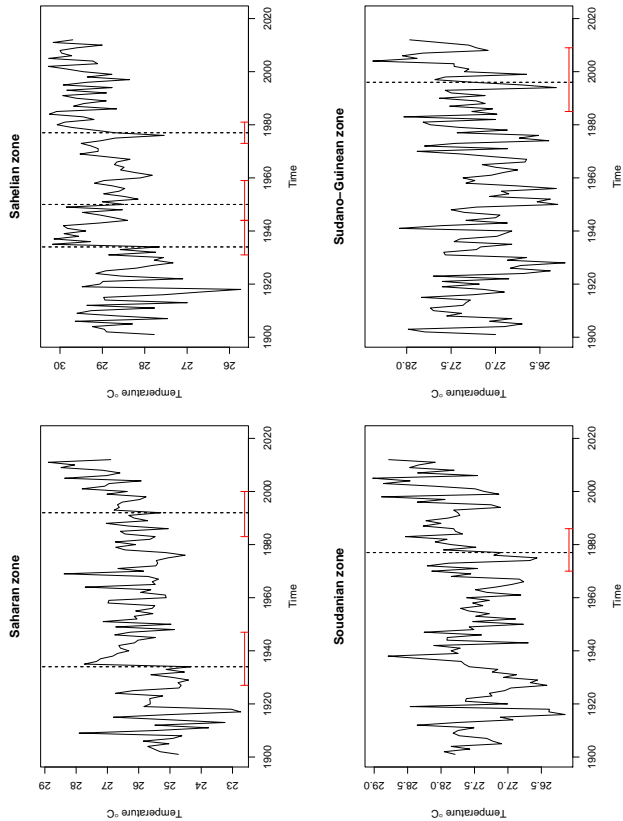 Saharan zone
Temperature °C
23 24 25 26 27 28 29
1900 1920 1940 1960 1980 2000 2020
Time
Sahelian zone
Temperature °C
26 27 28 29 30
1900 1920 1940 1960 1980 2000 2020
Time
Soudanian zone
Temperature °C
26.5 27.0 27.5 28.0 28.5 29.0
1900 1920 1940 1960 1980 2000 2020
Time
Sudano−Guinean zone
Temperature °C
26.5 27.0 27.5 28.0
1900 1920 1940 1960 1980 2000 2020
Time